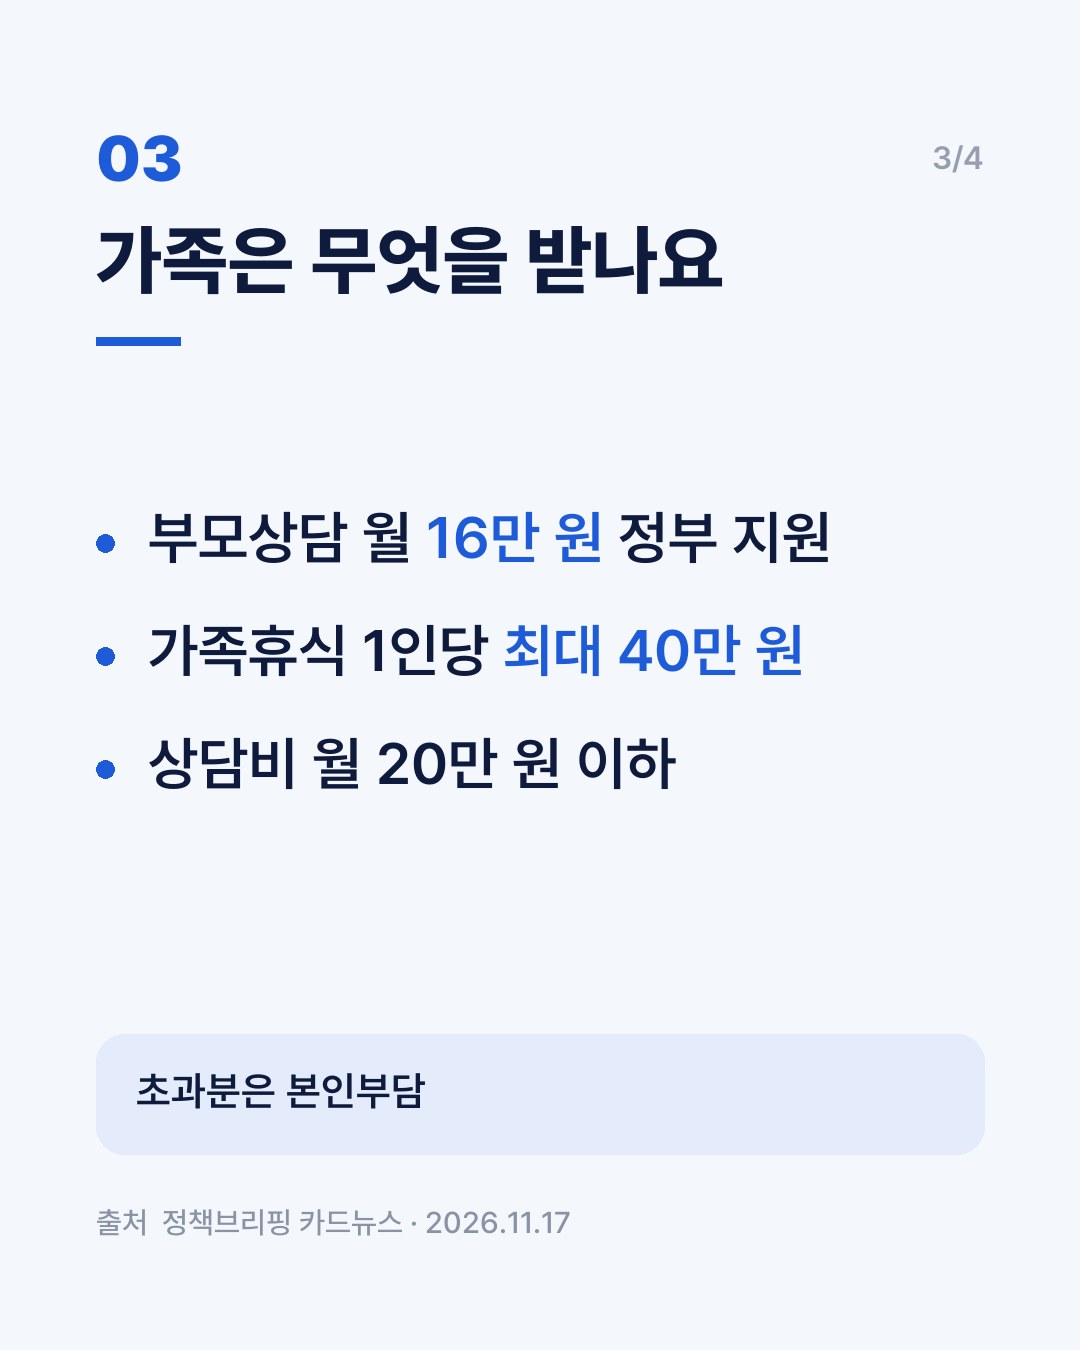 03
3/4
가족은 무엇을 받나요
부모상담 월 16만 원 정부 지원
가족휴식 1인당 최대 40만 원
상담비 월 20만 원 이하
초과분은 본인부담
출처 정책브리핑 카드뉴스 · 2026.11.17